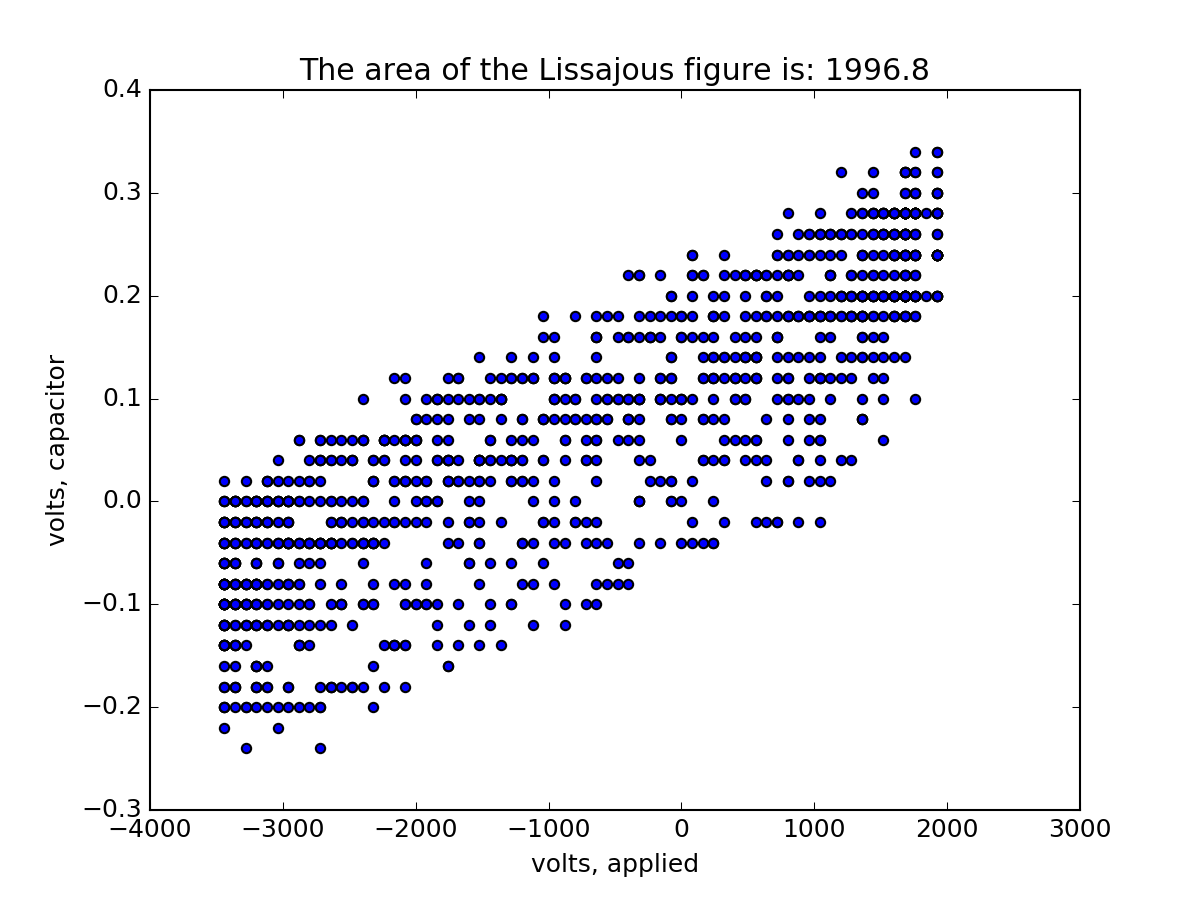 The area of the Lissajous figure is: 1996.8
0.4
0.3
0.2
0.1
0.0
−0.1
−0.2
−0.3
volts, capacitor
−4000 −3000 −2000 −1000 0 1000 2000 3000
volts, applied